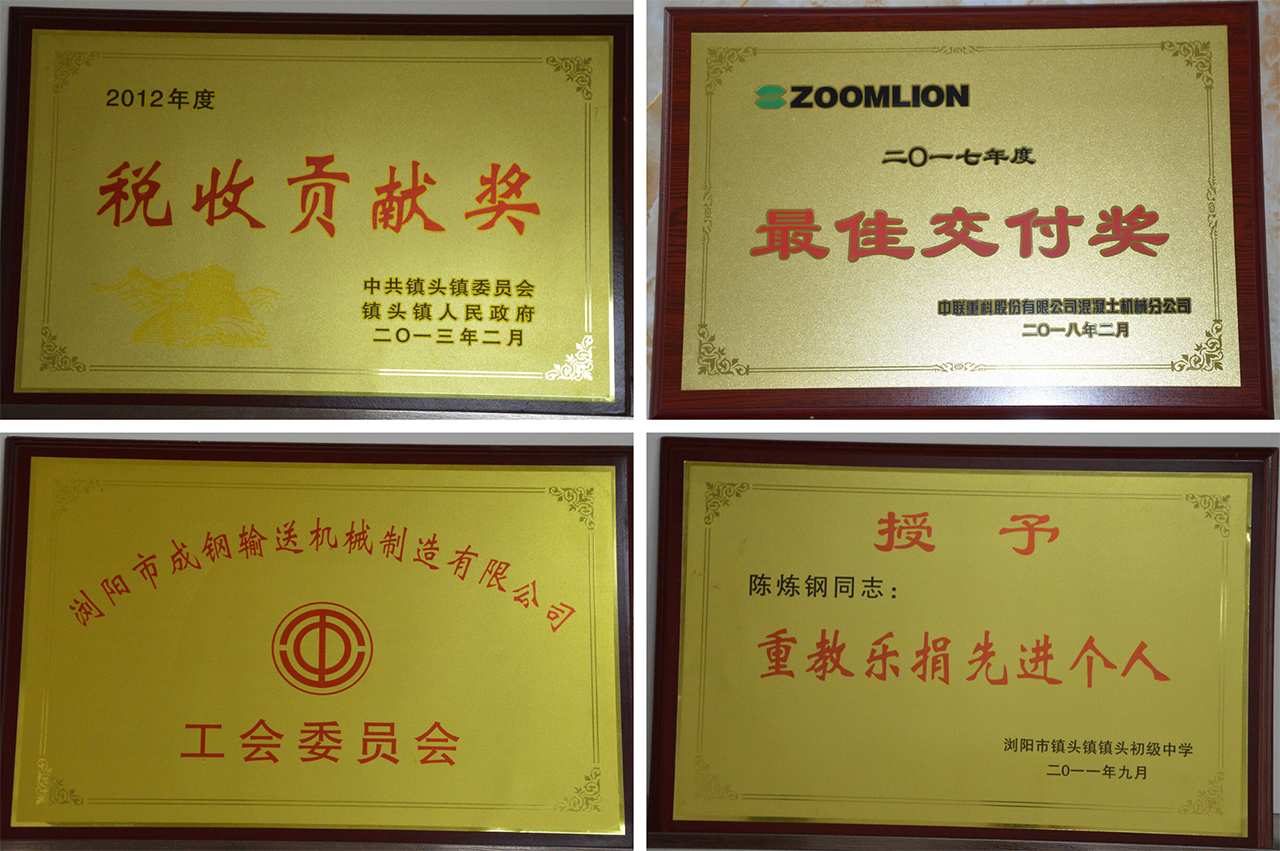 2012年度
税收贡献奖
中共镇头镇委员会
镇头镇人民政府
二〇一三年二月
ZOOMLION
二〇一七年度
最佳交付奖
中联重科股份有限公司混凝土机械分公司
二〇一八年二月
浏阳市成钢输送机械制造有限公司
工会委员会
授 予
陈炼钢同志：
重教乐捐先进个人
浏阳市镇头镇镇头初级中学
二〇一一年九月